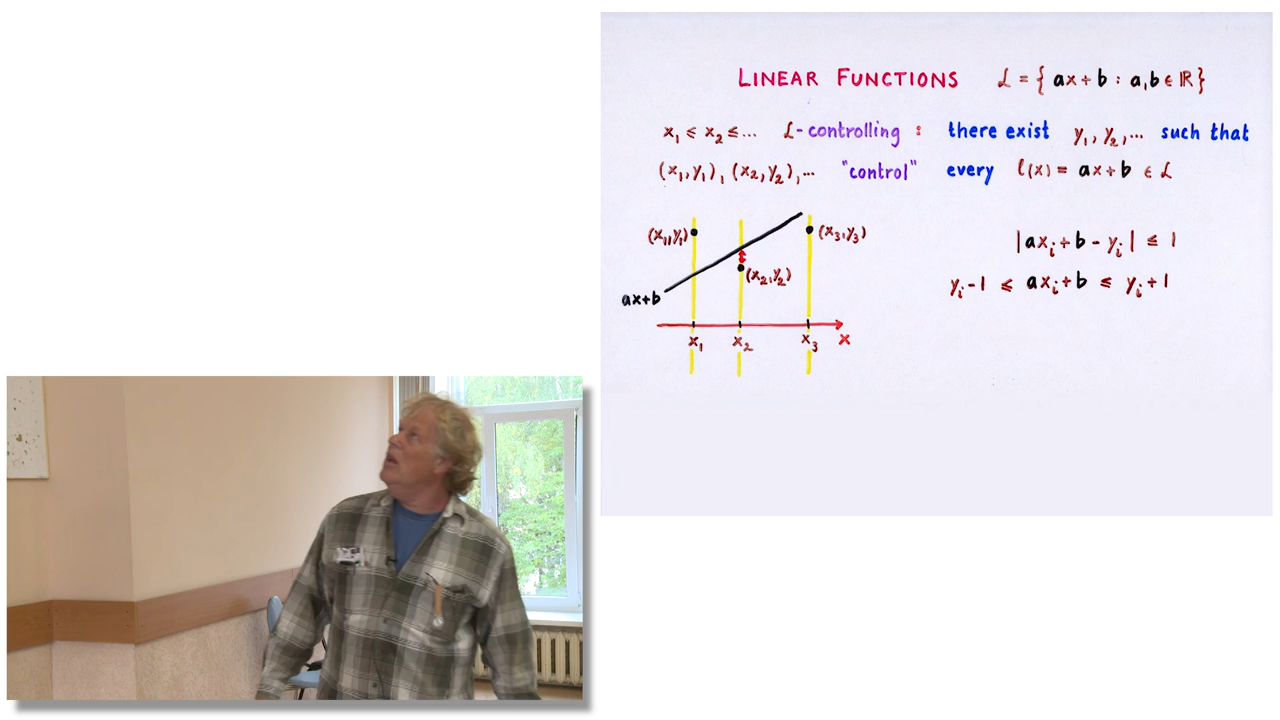 LINEAR FUNCTIONS ℒ = { ax+b : a,b ∈ ℝ }
x₁ ≤ x₂ ≤ ... ℒ-controlling : there exist y₁, y₂, ... such that
(x₁,y₁), (x₂,y₂), ... "control" every ℓ(x) = ax+b ∈ ℒ
(x₁,y₁) (x₃,y₃)
(x₂,y₂)
ax+b
x₁ x₂ x₃ x
|axᵢ+b - yᵢ| ≤ 1
yᵢ-1 ≤ axᵢ+b ≤ yᵢ+1